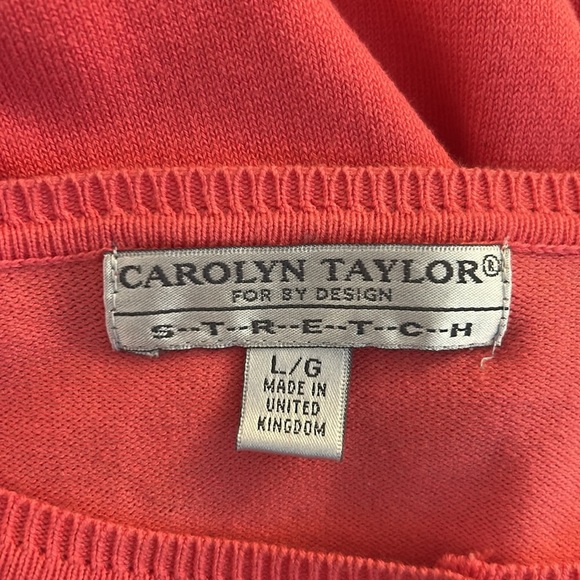 CAROLYN TAYLOR®
FOR BY DESIGN
S--T--R--E--T--C--H
L/G
MADE IN
UNITED
KINGDOM